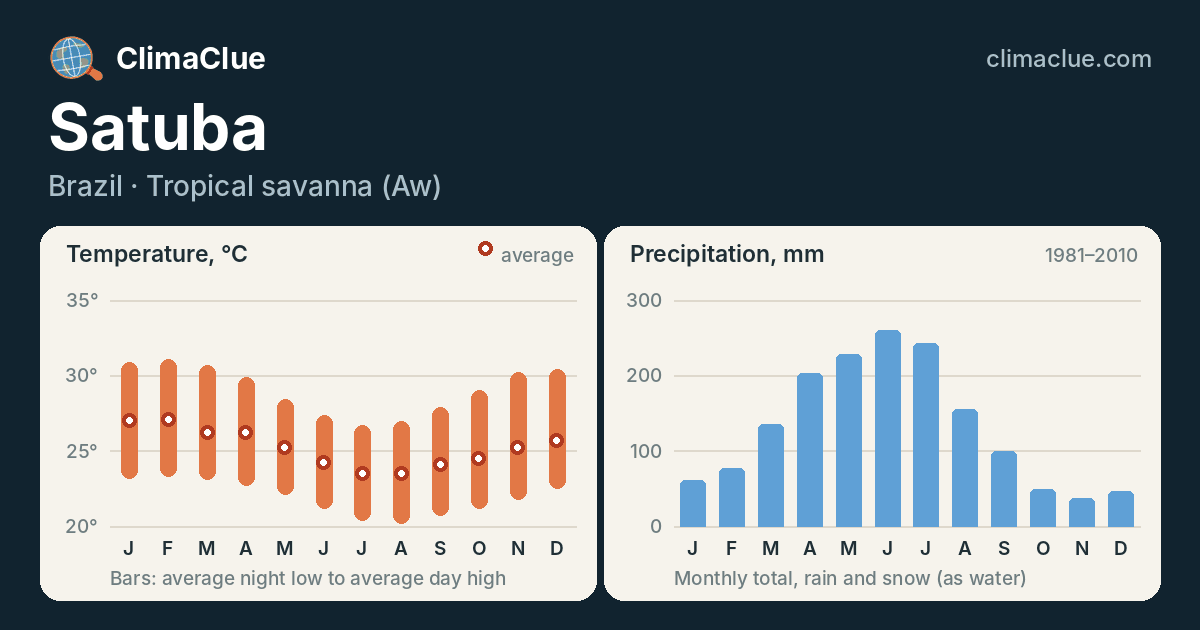 ClimaClue
climaclue.com
Satuba
Brazil · Tropical savanna (Aw)
Temperature, °C
average
35°
30°
25°
20°
J F M A M J J A S O N D
Bars: average night low to average day high
Precipitation, mm
1981–2010
300
200
100
0
J F M A M J J A S O N D
Monthly total, rain and snow (as water)